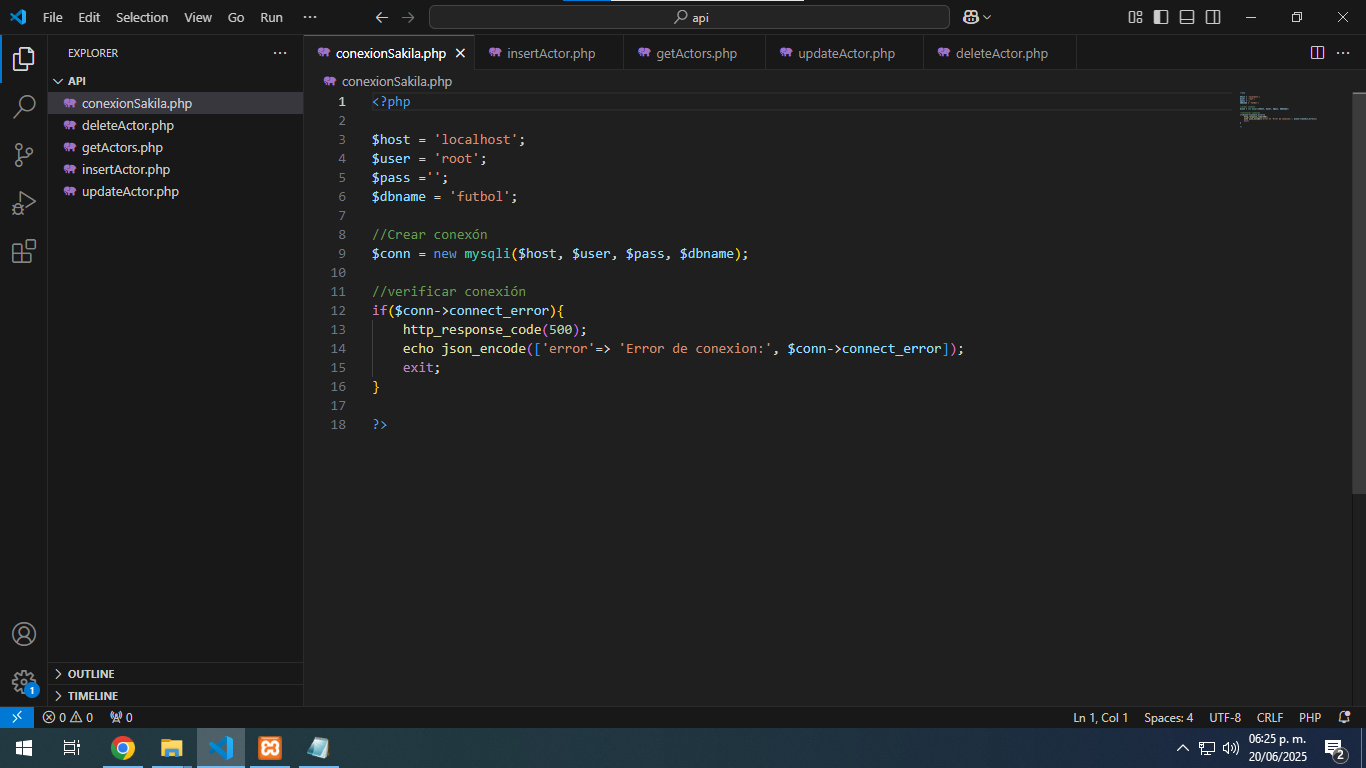 File Edit Selection View Go Run ···
api
EXPLORER ···
API
conexionSakila.php
deleteActor.php
getActors.php
insertActor.php
updateActor.php
OUTLINE
TIMELINE
conexionSakila.php insertActor.php getActors.php updateActor.php deleteActor.php ···
conexionSakila.php
1 <?php
2
3 $host = 'localhost';
4 $user = 'root';
5 $pass ='';
6 $dbname = 'futbol';
7
8 //Crear conexón
9 $conn = new mysqli($host, $user, $pass, $dbname);
10
11 //verificar conexión
12 if($conn->connect_error){
13 http_response_code(500);
14 echo json_encode(['error'=> 'Error de conexion:', $conn->connect_error]);
15 exit;
16 }
17
18 ?>
1
0 0 0 Ln 1, Col 1 Spaces: 4 UTF-8 CRLF PHP
06:25 p. m.
20/06/2025
2